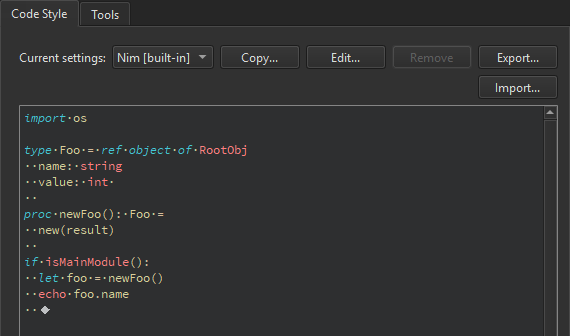 Code Style
Tools
Current settings: Nim [built-in] Copy... Edit... Remove Export...
Import...
import os
type Foo = ref object of RootObj
  name: string
  value: int
proc newFoo(): Foo =
  new(result)
if isMainModule():
  let foo = newFoo()
  echo foo.name